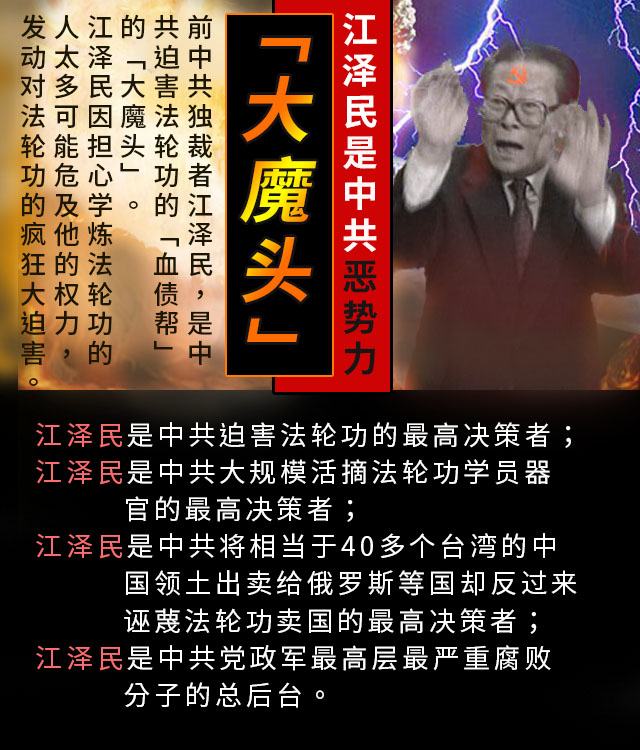 江泽民是中共恶势力
「大魔头」
前中共独裁者江泽民，是中
共迫害法轮功的「血债帮」
的「大魔头」。
江泽民因担心学炼法轮功的
人太多可能危及他的权力，
发动对法轮功的疯狂大迫害。
江泽民是中共迫害法轮功的最高决策者；
江泽民是中共大规模活摘法轮功学员器
官的最高决策者；
江泽民是中共将相当于40多个台湾的中
国领土出卖给俄罗斯等国却反过来
诬蔑法轮功卖国的最高决策者；
江泽民是中共党政军最高层最严重腐败
分子的总后台。